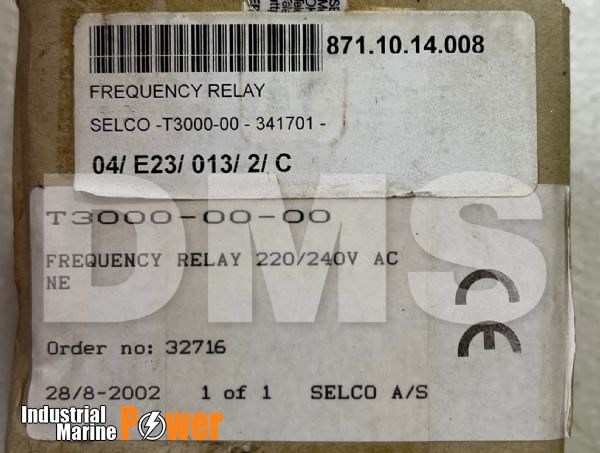 871.10.14.008
FREQUENCY RELAY
SELCO -T3000-00 - 341701 -
04/ E23/ 013/ 2/ C
DMS
T3000-00-00
FREQUENCY RELAY 220/240V AC
NE
CE
Order no: 32716
28/8-2002 1 of 1 SELCO A/S
Industrial
Marine Power